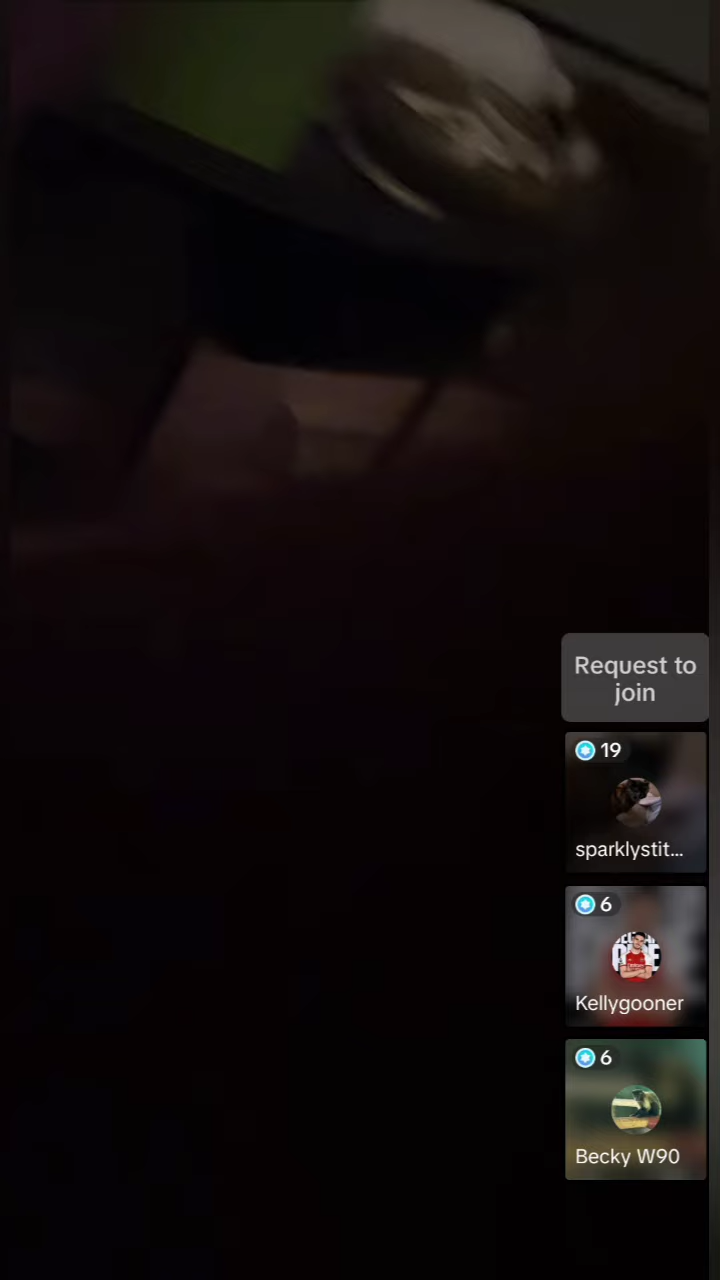 Request to
join
19
sparklystit...
6
Kellygooner
6
Becky W90